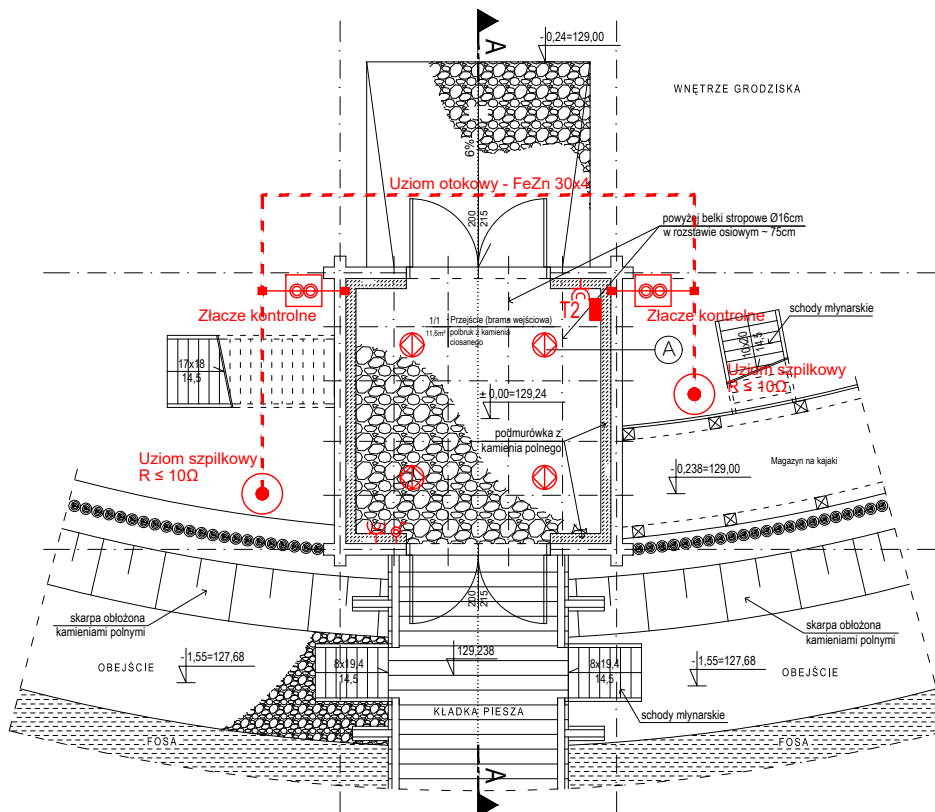 A
- 0,24=129,00
WNĘTRZE GRODZISKA
6%
Uziom otokowy - FeZn 30x4
200
215
powyżej belki stropowe Ø16cm
w rozstawie osiowym ~ 75cm
Złacze kontrolne
T2
Złacze kontrolne
schody młynarskie
1/1
Przejście (brama wejściowa)
11,6m²
polbruk z kamienia
ciosanego
A
10x20
14,5
17x18
14,5
Uziom szpilkowy
R ≤ 10Ω
± 0,00=129,24
podmurówka z
kamienia polnego
Uziom szpilkowy
R ≤ 10Ω
Magazyn na kajaki
- 0,238=129,00
200
215
skarpa obłożona
kamieniami polnymi
skarpa obłożona
kamieniami polnymi
OBEJŚCIE
- 1,55=127,68
8x19,4
14,5
129,238
8x19,4
14,5
- 1,55=127,68
OBEJŚCIE
KŁADKA PIESZA
schody młynarskie
FOSA
FOSA
A